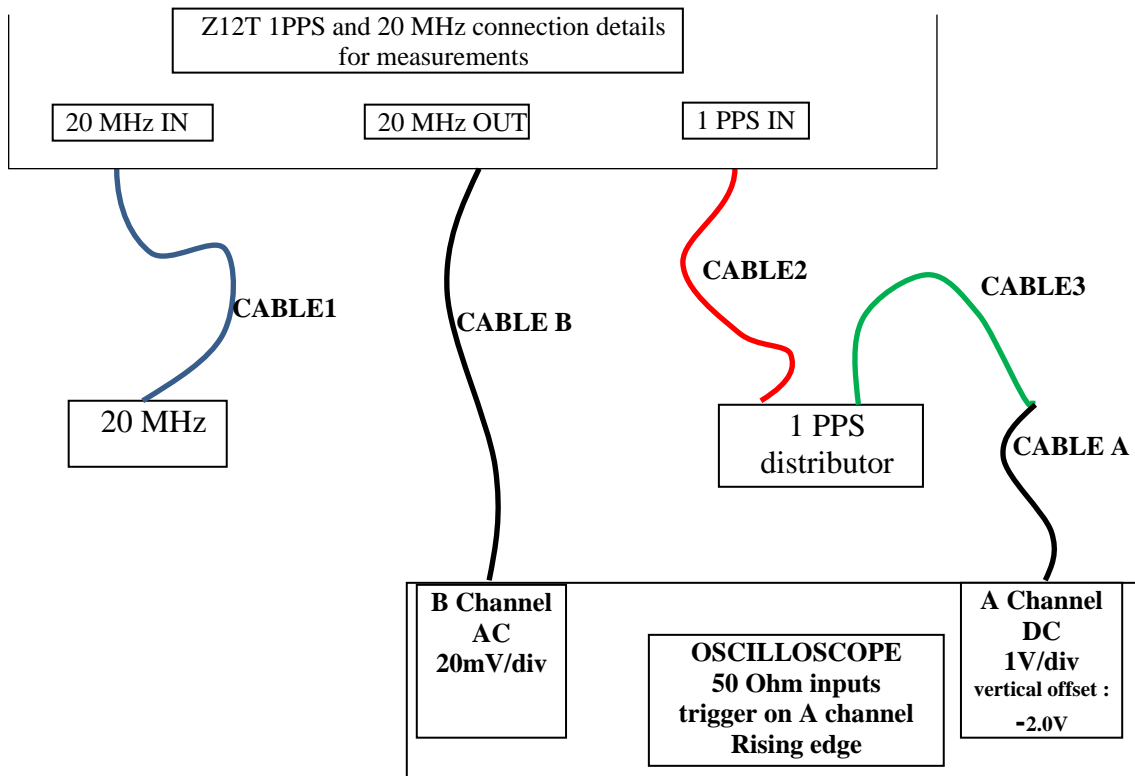 Z12T 1PPS and 20 MHz connection details
for measurements
20 MHz IN
20 MHz OUT
1 PPS IN
CABLE2
CABLE3
CABLE1
CABLE B
20 MHz
1 PPS
distributor
CABLE A
B Channel
AC
20mV/div
OSCILLOSCOPE
50 Ohm inputs
trigger on A channel
Rising edge
A Channel
DC
1V/div
vertical offset :
-2.0V